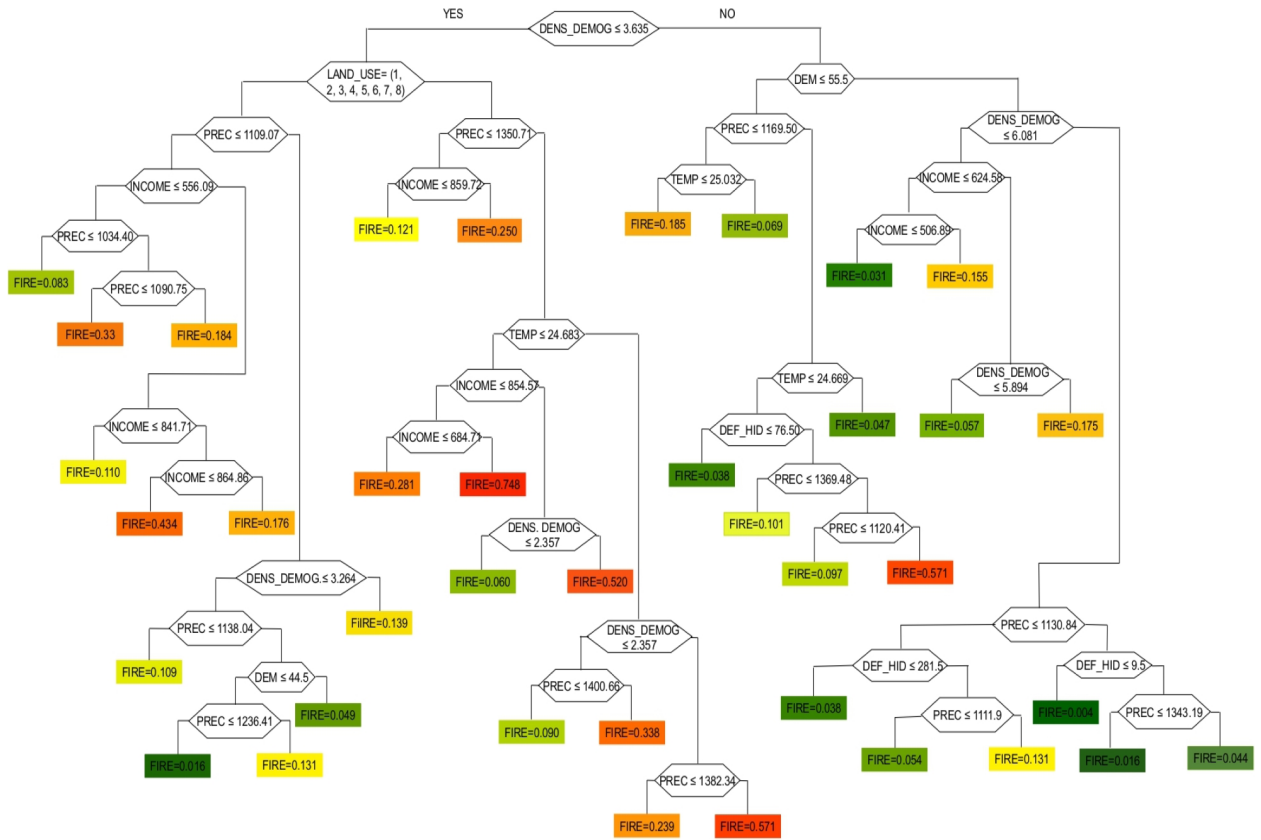 YES
NO
DENS_DEMOG ≤ 3.635
LAND_USE= (1,
2, 3, 4, 5, 6, 7, 8)
DEM ≤ 55.5
PREC ≤ 1109.07
PREC ≤ 1350.71
PREC ≤ 1169.50
DENS_DEMOG
≤ 6.081
INCOME ≤ 556.09
INCOME ≤ 859.72
TEMP ≤ 25.032
INCOME ≤ 624.58
FIRE=0.121
FIRE=0.250
FIRE=0.185
FIRE=0.069
PREC ≤ 1034.40
INCOME ≤ 506.89
FIRE=0.083
PREC ≤ 1090.75
FIRE=0.031
FIRE=0.155
FIRE=0.33
FIRE=0.184
TEMP ≤ 24.683
INCOME ≤ 854.57
TEMP ≤ 24.669
DENS_DEMOG
≤ 5.894
INCOME ≤ 841.71
INCOME ≤ 684.71
DEF_HID ≤ 76.50
FIRE=0.047
FIRE=0.057
FIRE=0.175
FIRE=0.110
INCOME ≤ 864.86
FIRE=0.281
FIRE=0.748
FIRE=0.038
PREC ≤ 1369.48
FIRE=0.434
FIRE=0.176
DENS. DEMOG
≤ 2.357
FIRE=0.101
PREC ≤ 1120.41
DENS_DEMOG.≤ 3.264
FIRE=0.060
FIRE=0.520
FIRE=0.097
FIRE=0.571
PREC ≤ 1138.04
FiIRE=0.139
DENS_DEMOG
≤ 2.357
PREC ≤ 1130.84
FIRE=0.109
DEM ≤ 44.5
PREC ≤ 1400.66
DEF_HID ≤ 281.5
DEF_HID ≤ 9.5
PREC ≤ 1236.41
FIRE=0.049
FIRE=0.090
FIRE=0.338
FIRE=0.038
PREC ≤ 1111.9
FIRE=0.004
PREC ≤ 1343.19
FIRE=0.016
FIRE=0.131
FIRE=0.054
FIRE=0.131
FIRE=0.016
FIRE=0.044
PREC ≤ 1382.34
FIRE=0.239
FIRE=0.571